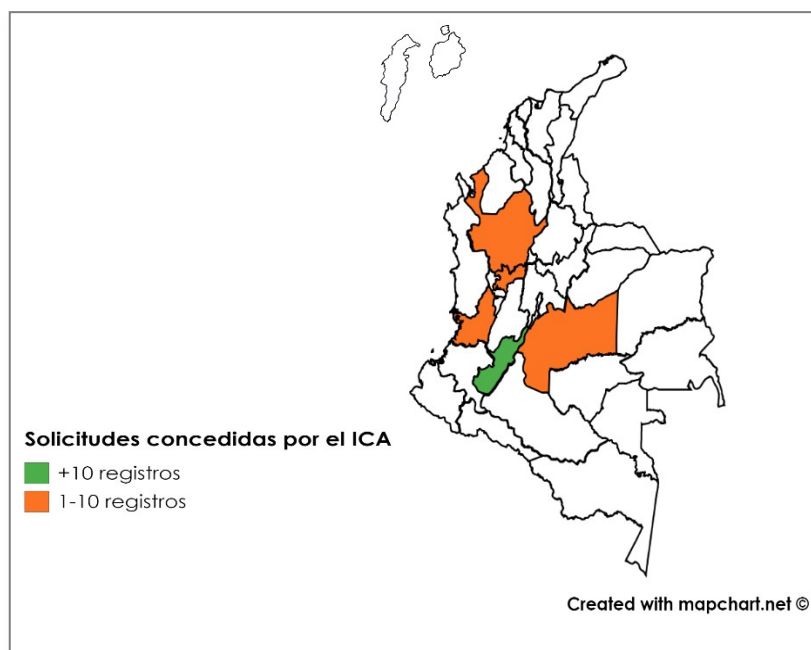 Solicitudes concedidas por el ICA
+10 registros
1-10 registros
Created with mapchart.net ©